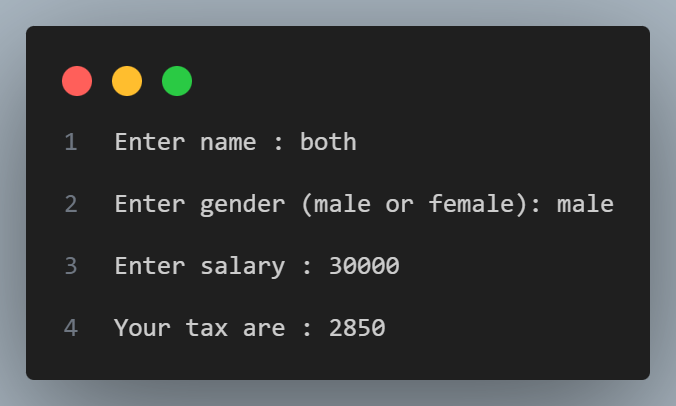 1 Enter name : both
2 Enter gender (male or female): male
3 Enter salary : 30000
4 Your tax are : 2850